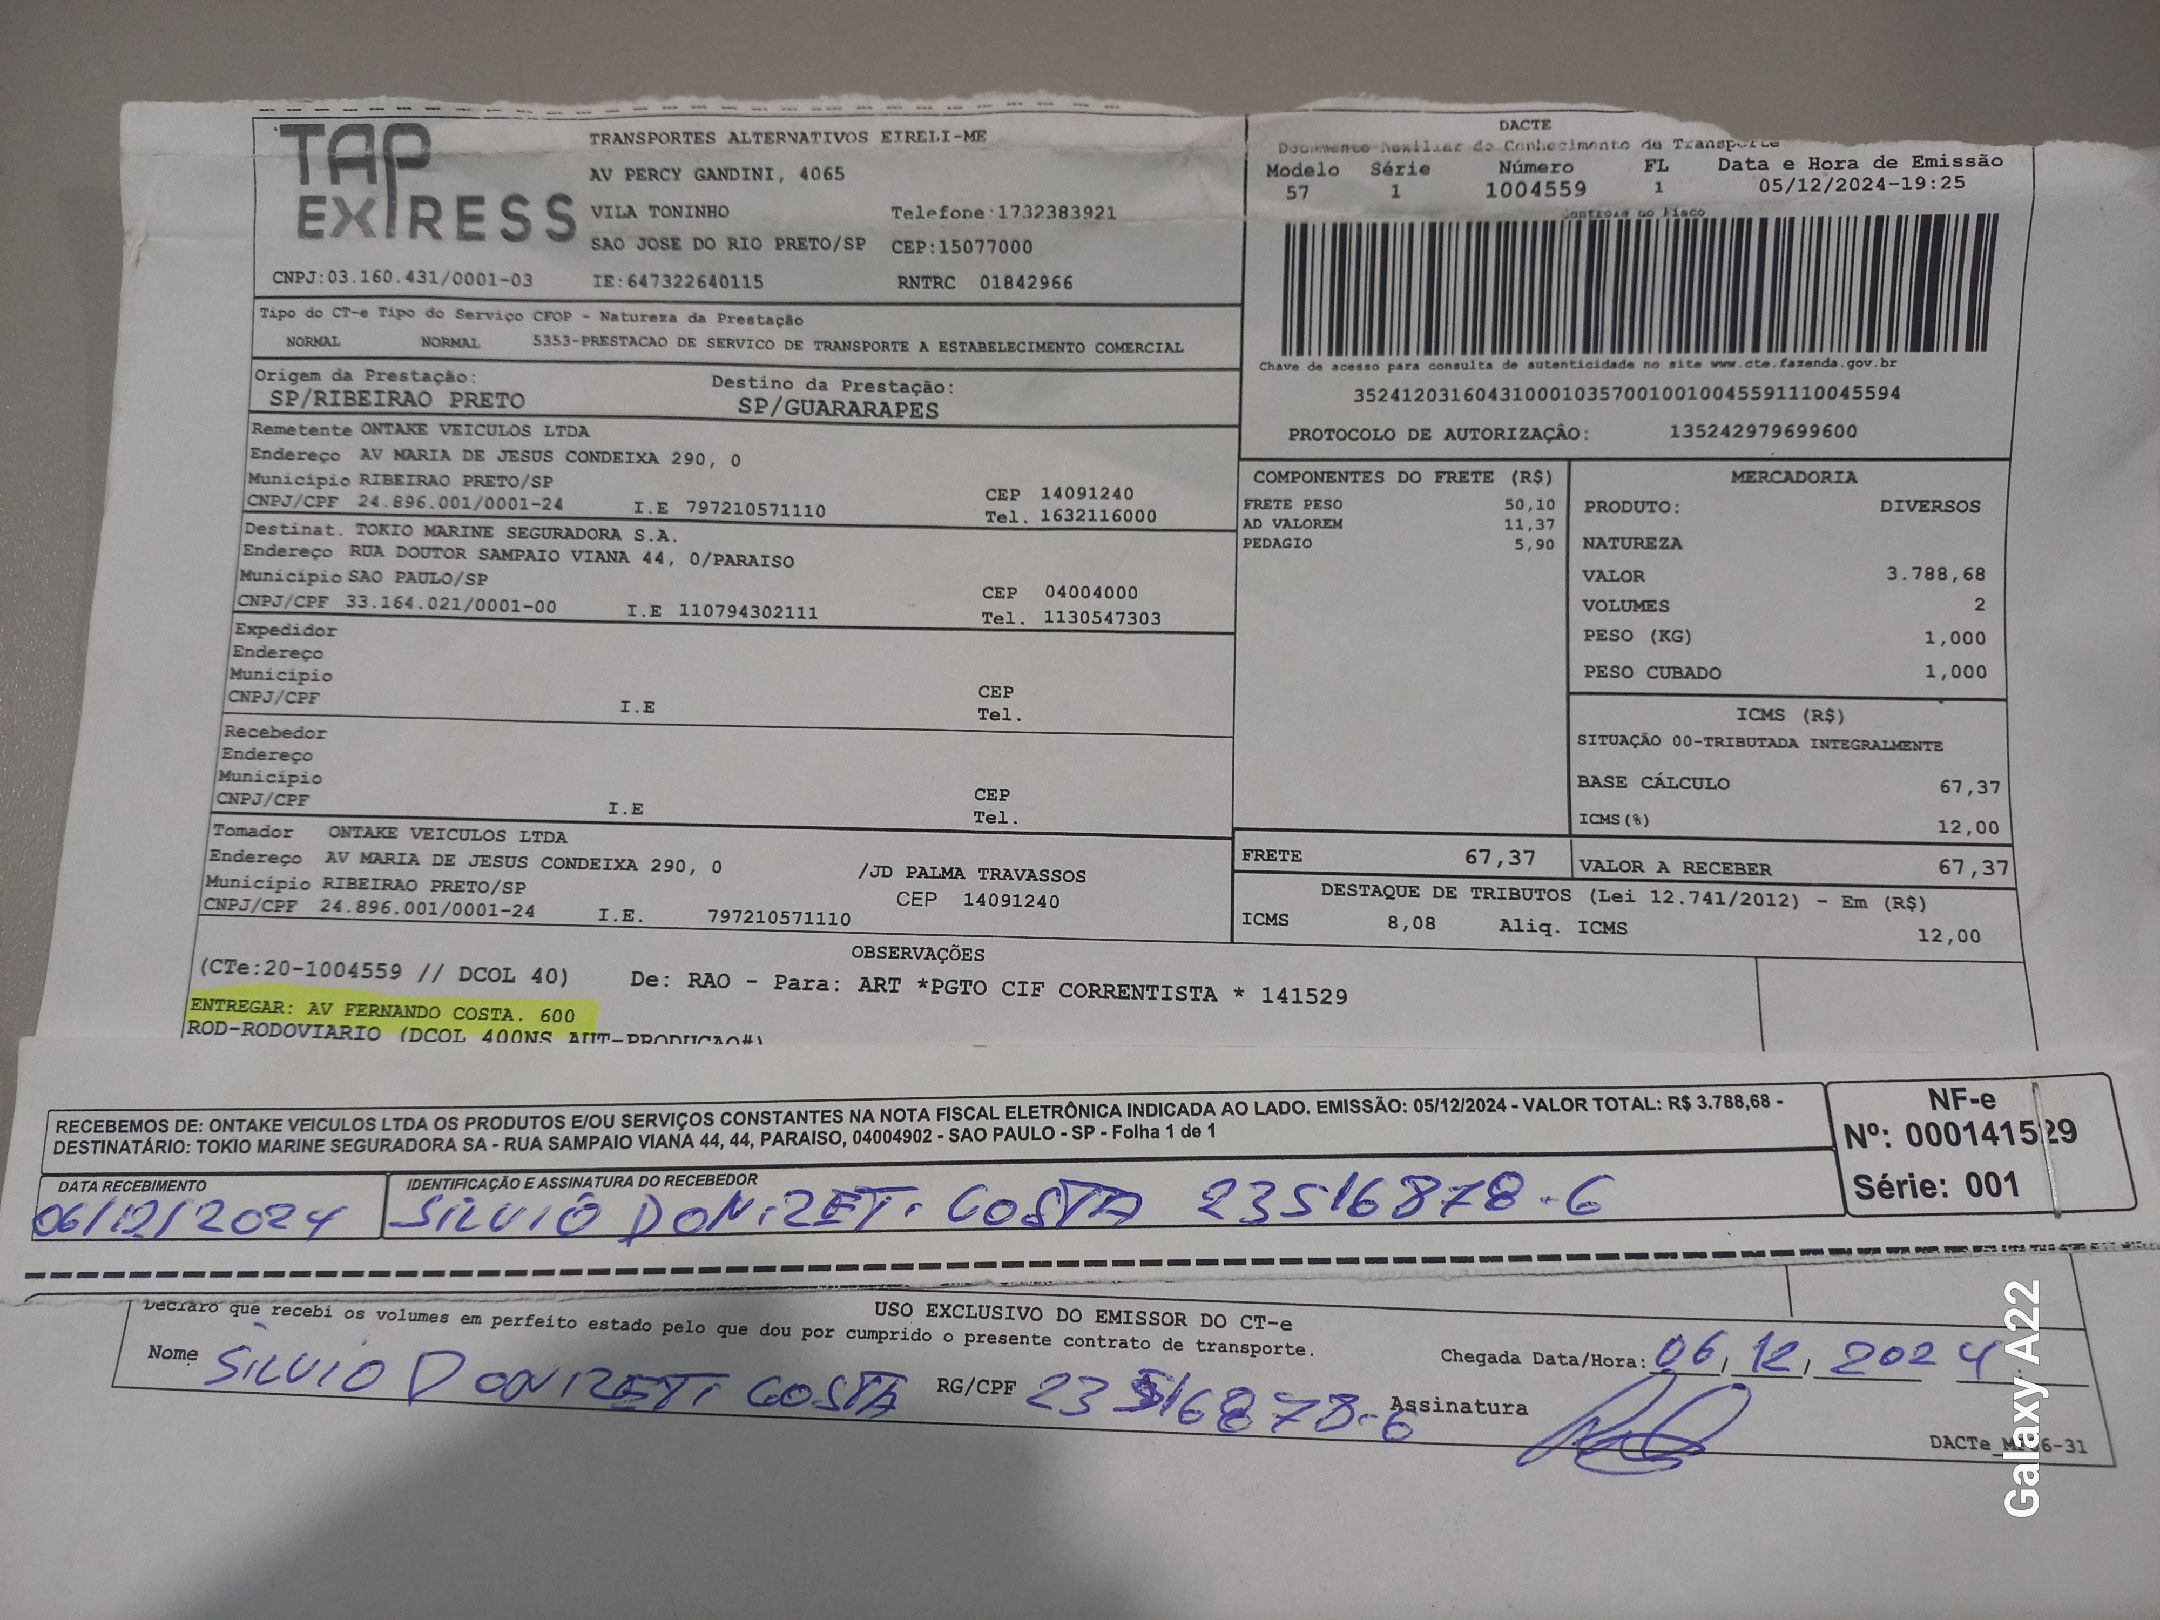 TAP EXPRESS
TRANSPORTES ALTERNATIVOS EIRELI-ME
AV PERCY GANDINI, 4065
VILA TONINHO Telefone:1732383921
SAO JOSE DO RIO PRETO/SP CEP:15077000
CNPJ:03.160.431/0001-03 IE:647322640115 RNTRC 01842966
DACTE
Documento Auxiliar do Conhecimento de Transporte
Modelo Série Número FL Data e Hora de Emissão
57 1 1004559 1 05/12/2024-19:25
Controle do Fisco
Chave de acesso para consulta de autenticidade no site www.cte.fazenda.gov.br
35241203160431000103570010010045591110045594
PROTOCOLO DE AUTORIZAÇÃO: 135242979699600
Tipo do CT-e Tipo do Serviço CFOP - Natureza da Prestação
NORMAL NORMAL 5353-PRESTACAO DE SERVICO DE TRANSPORTE A ESTABELECIMENTO COMERCIAL
Origem da Prestação: Destino da Prestação:
SP/RIBEIRAO PRETO SP/GUARARAPES
Remetente ONTAKE VEICULOS LTDA
Endereço AV MARIA DE JESUS CONDEIXA 290, 0
Município RIBEIRAO PRETO/SP CEP 14091240
CNPJ/CPF 24.896.001/0001-24 I.E 797210571110 Tel. 1632116000
Destinat. TOKIO MARINE SEGURADORA S.A.
Endereço RUA DOUTOR SAMPAIO VIANA 44, 0/PARAISO
Município SAO PAULO/SP CEP 04004000
CNPJ/CPF 33.164.021/0001-00 I.E 110794302111 Tel. 1130547303
Expedidor
Endereço
Município CEP
CNPJ/CPF I.E Tel.
Recebedor
Endereço
Município CEP
CNPJ/CPF I.E Tel.
Tomador ONTAKE VEICULOS LTDA
Endereço AV MARIA DE JESUS CONDEIXA 290, 0 /JD PALMA TRAVASSOS
Município RIBEIRAO PRETO/SP CEP 14091240
CNPJ/CPF 24.896.001/0001-24 I.E. 797210571110
COMPONENTES DO FRETE (R$)
FRETE PESO 50,10
AD VALOREM 11,37
PEDAGIO 5,90
MERCADORIA
PRODUTO: DIVERSOS
NATUREZA
VALOR 3.788,68
VOLUMES 2
PESO (KG) 1,000
PESO CUBADO 1,000
ICMS (R$)
SITUAÇÃO 00-TRIBUTADA INTEGRALMENTE
BASE CÁLCULO 67,37
ICMS(%) 12,00
FRETE 67,37 VALOR A RECEBER 67,37
DESTAQUE DE TRIBUTOS (Lei 12.741/2012) - Em (R$)
ICMS 8,08 Aliq. ICMS 12,00
OBSERVAÇÕES
(CTe:20-1004559 // DCOL 40) De: RAO - Para: ART *PGTO CIF CORRENTISTA * 141529
ENTREGAR: AV FERNANDO COSTA. 600
ROD-RODOVIARIO (DCOL 400NS AUT-PRODUCAO#)
RECEBEMOS DE: ONTAKE VEICULOS LTDA OS PRODUTOS E/OU SERVIÇOS CONSTANTES NA NOTA FISCAL ELETRÔNICA INDICADA AO LADO. EMISSÃO: 05/12/2024 - VALOR TOTAL: R$ 3.788,68 -
DESTINATÁRIO: TOKIO MARINE SEGURADORA SA - RUA SAMPAIO VIANA 44, 44, PARAISO, 04004902 - SAO PAULO - SP - Folha 1 de 1
NF-e
Nº: 000141529
Série: 001
DATA RECEBIMENTO IDENTIFICAÇÃO E ASSINATURA DO RECEBEDOR
06/12/2024 SILVIO DONIZETI COSTA 23516878-6
USO EXCLUSIVO DO EMISSOR DO CT-e
Declaro que recebi os volumes em perfeito estado pelo que dou por cumprido o presente contrato de transporte.
Nome SILVIO DONIZETI COSTA RG/CPF 23516878-6 Chegada Data/Hora: 06/12/2024
Assinatura
Galaxy A22